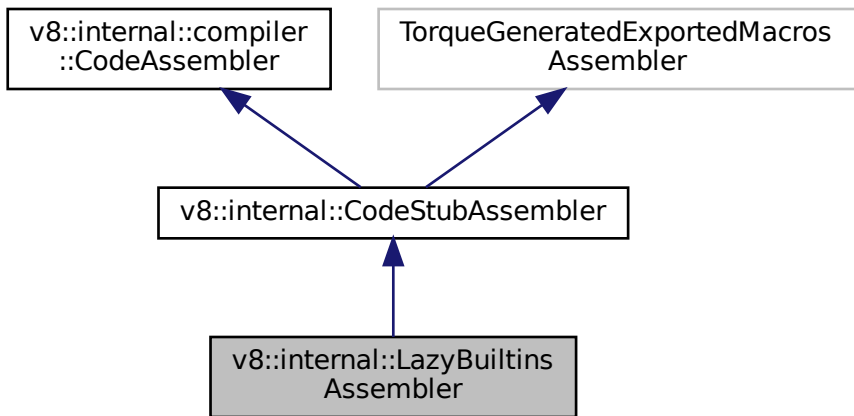 v8::internal::compiler
::CodeAssembler
TorqueGeneratedExportedMacros
Assembler
v8::internal::CodeStubAssembler
v8::internal::LazyBuiltins
Assembler